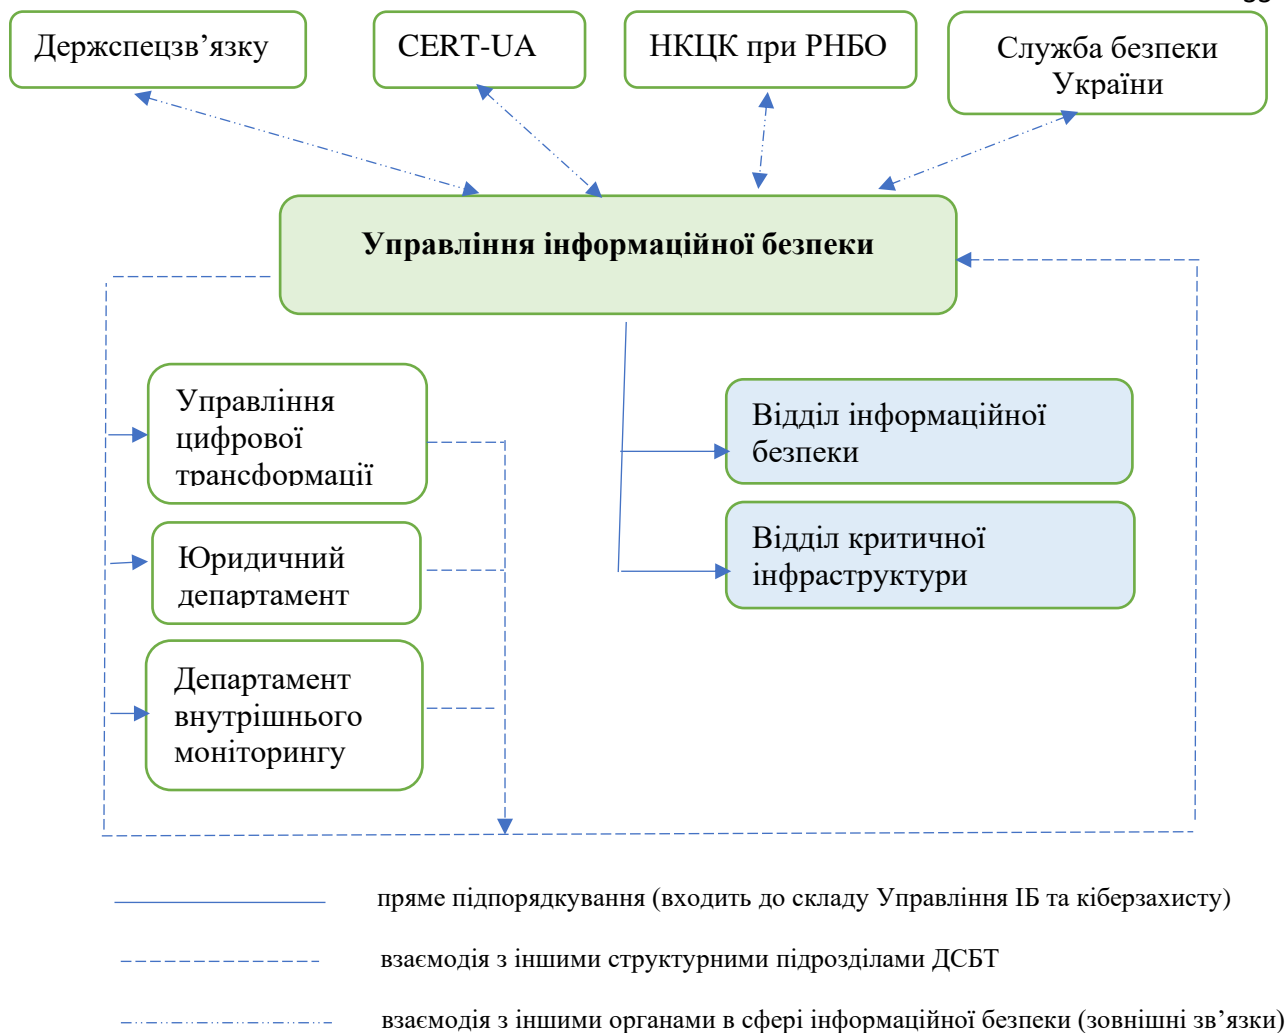 Держспецзв’язку
CERT-UA
НКЦК при РНБО
Служба безпеки
України
Управління інформаційної безпеки
Управління
цифрової
трансформації
Юридичний
департамент
Департамент
внутрішнього
моніторингу
Відділ інформаційної
безпеки
Відділ критичної
інфраструктури
пряме підпорядкування (входить до складу Управління ІБ та кіберзахисту)
взаємодія з іншими структурними підрозділами ДСБТ
взаємодія з іншими органами в сфері інформаційної безпеки (зовнішні зв’язки)